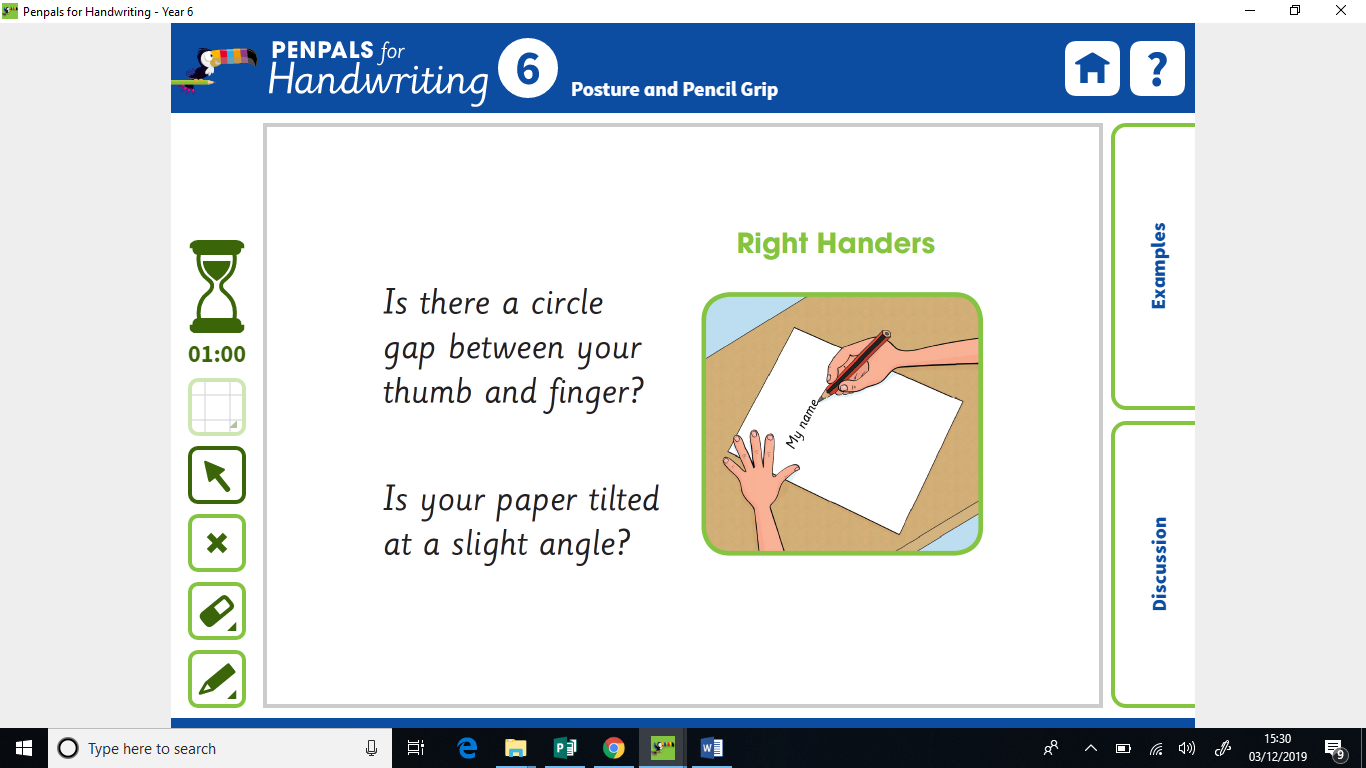 Penpals for Handwriting - Year 6
PENPALS for
Handwriting
6
Posture and Pencil Grip
?
Right Handers
Is there a circle
gap between your
thumb and finger?
Is your paper tilted
at a slight angle?
My name
01:00
Examples
Discussion
Type here to search
15:30
03/12/2019
9